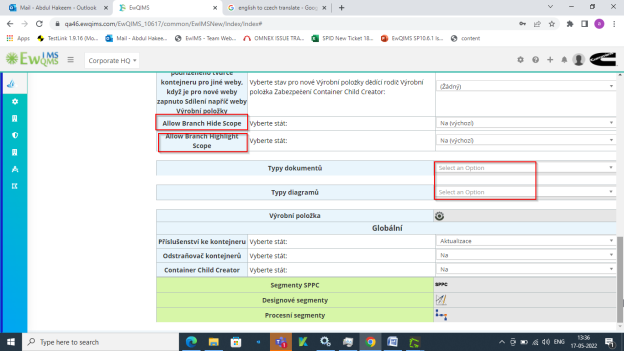 Mail - Abdul Hakeem - Outlook
EwQIMS
english to czech translate - Goo
qa46.ewqims.com/EwQIMS_10617/common/EwIMSNew/Index/Index#
Apps
TestLink 1.9.16 (Mo...
Mail - Abdul Hakee...
EwIMS - Team Web...
OMNEX ISSUE TRA...
SPID New Ticket 18...
EwQIMS SP10.6.1 Is...
content
EwQIMS
Corporate HQ
kontejneru pro jiné weby,
když je pro nové weby
zapnuto Sdílení napříč weby
Výrobní položky
Vyberte stav pro nové Výrobní položky dědící rodič Výrobní
položka Zabezpečení Container Child Creator:
(Žádný)
Allow Branch Hide Scope
Vyberte stát:
Na (výchozí)
Allow Branch Highlight
Scope
Vyberte stát:
Na (výchozí)
Typy dokumentů
Select an Option
Typy diagramů
Select an Option
Výrobní položka
Globální
Příslušenství ke kontejneru
Vyberte stát:
Aktualizace
Odstraňovač kontejnerů
Vyberte stát:
Na
Container Child Creator
Vyberte stát:
Na
Segmenty SPPC
SPPC
Designové segmenty
Procesní segmenty
Type here to search
ENG
13:36
17-05-2022